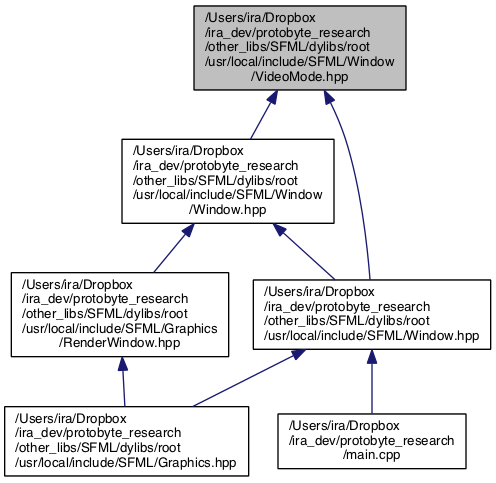 /Users/ira/Dropbox
/ira_dev/protobyte_research
/other_libs/SFML/dylibs/root
/usr/local/include/SFML/Window
/VideoMode.hpp
/Users/ira/Dropbox
/ira_dev/protobyte_research
/other_libs/SFML/dylibs/root
/usr/local/include/SFML/Window
/Window.hpp
/Users/ira/Dropbox
/ira_dev/protobyte_research
/other_libs/SFML/dylibs/root
/usr/local/include/SFML/Graphics
/RenderWindow.hpp
/Users/ira/Dropbox
/ira_dev/protobyte_research
/other_libs/SFML/dylibs/root
/usr/local/include/SFML/Window.hpp
/Users/ira/Dropbox
/ira_dev/protobyte_research
/other_libs/SFML/dylibs/root
/usr/local/include/SFML/Graphics.hpp
/Users/ira/Dropbox
/ira_dev/protobyte_research
/main.cpp